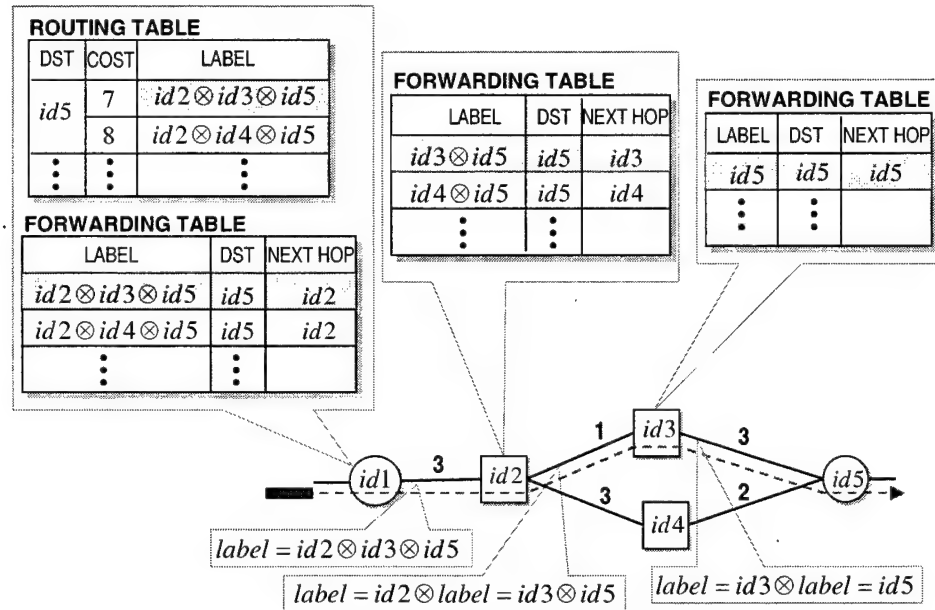 ROUTING TABLE
DST COST LABEL
id5 7 id2⊗id3⊗id5
8 id2⊗id4⊗id5
FORWARDING TABLE
LABEL DST NEXT HOP
id2⊗id3⊗id5 id5 id2
id2⊗id4⊗id5 id5 id2
FORWARDING TABLE
LABEL DST NEXT HOP
id3⊗id5 id5 id3
id4⊗id5 id5 id4
FORWARDING TABLE
LABEL DST NEXT HOP
id5 id5 id5
id1 3 id2 1 id3 3 id5
3 id4 2
label = id2⊗id3⊗id5
label = id2⊗label = id3⊗id5
label = id3⊗label = id5